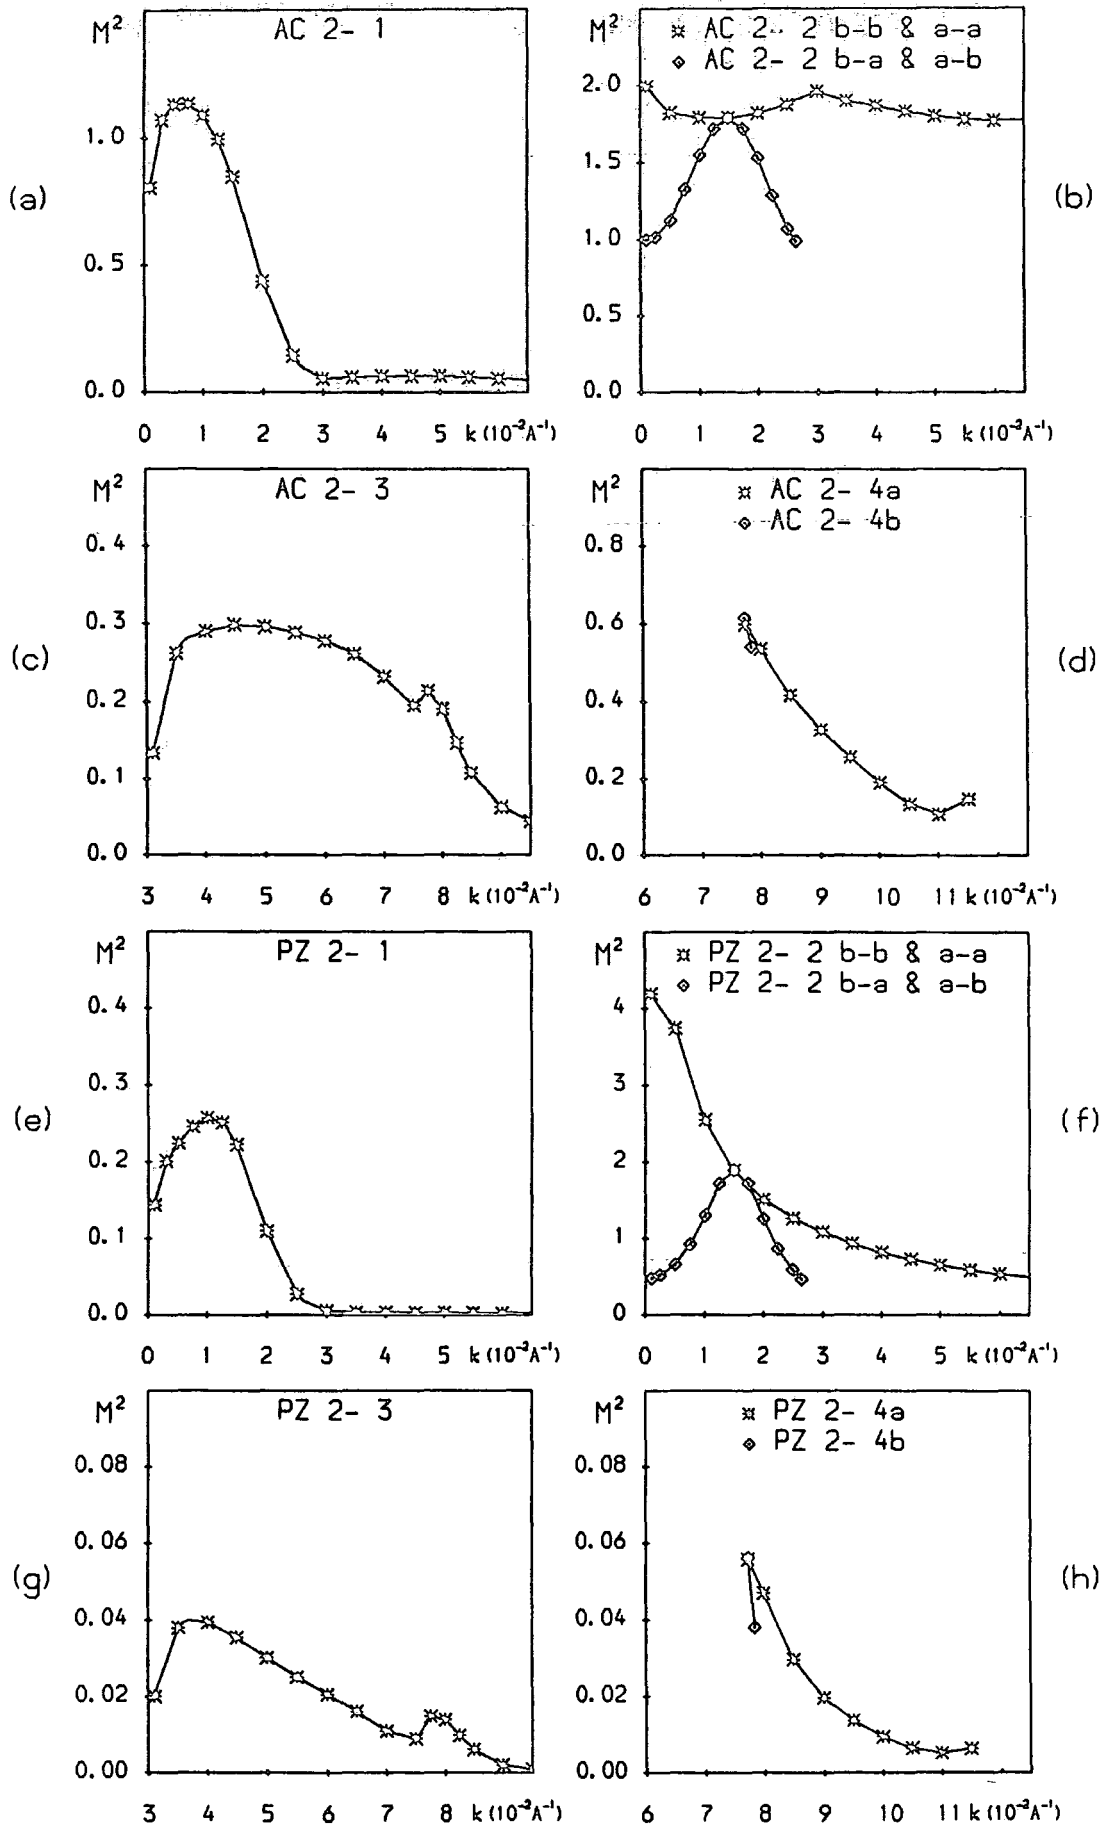 M² AC 2- 1
1.0
(a)
0.5
0.0
0 1 2 3 4 5 k (10⁻²A⁻¹)
M² AC 2- 2 b-b & a-a
AC 2- 2 b-a & a-b
2.0
1.5
(b)
1.0
0.5
0.0
0 1 2 3 4 5 k (10⁻²A⁻¹)
M² AC 2- 3
0.4
0.3
(c)
0.2
0.1
0.0
3 4 5 6 7 8 k (10⁻²A⁻¹)
M² AC 2- 4a
AC 2- 4b
0.8
0.6
(d)
0.4
0.2
0.0
6 7 8 9 10 11 k (10⁻²A⁻¹)
M² PZ 2- 1
0.4
0.3
(e)
0.2
0.1
0.0
0 1 2 3 4 5 k (10⁻²A⁻¹)
M² PZ 2- 2 b-b & a-a
PZ 2- 2 b-a & a-b
4
3
(f)
2
1
0
0 1 2 3 4 5 k (10⁻²A⁻¹)
M² PZ 2- 3
0.08
0.06
(g)
0.04
0.02
0.00
3 4 5 6 7 8 k (10⁻²A⁻¹)
M² PZ 2- 4a
PZ 2- 4b
0.08
0.06
(h)
0.04
0.02
0.00
6 7 8 9 10 11 k (10⁻²A⁻¹)